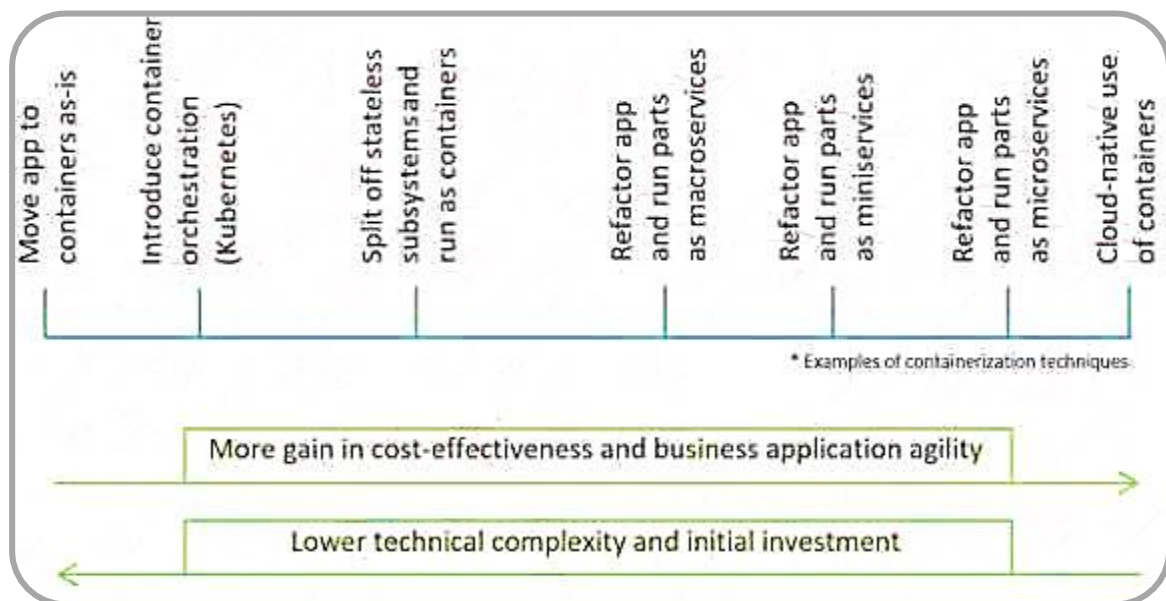 Move app to
containers as-is
Introduce container
orchestration
(Kubernetes)
Split off stateless
subsystems and
run as containers
Refactor app
and run parts
as macroservices
Refactor app
and run parts
as miniservices
Refactor app
and run parts
as microservices
Cloud-native use
of containers
* Examples of containerization techniques
More gain in cost-effectiveness and business application agility
Lower technical complexity and initial investment